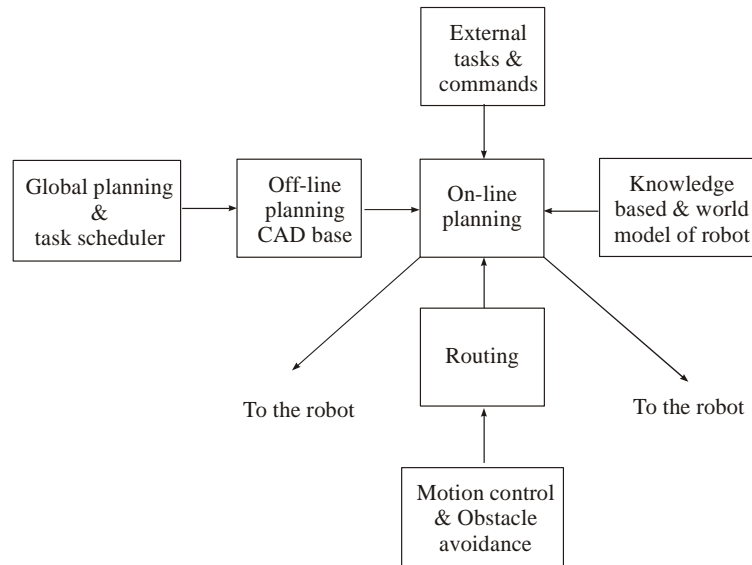 External
tasks &
commands
Global planning
&
task scheduler
Off-line
planning
CAD base
On-line
planning
Knowledge
based & world
model of robot
Routing
To the robot
To the robot
Motion control
& Obstacle
avoidance